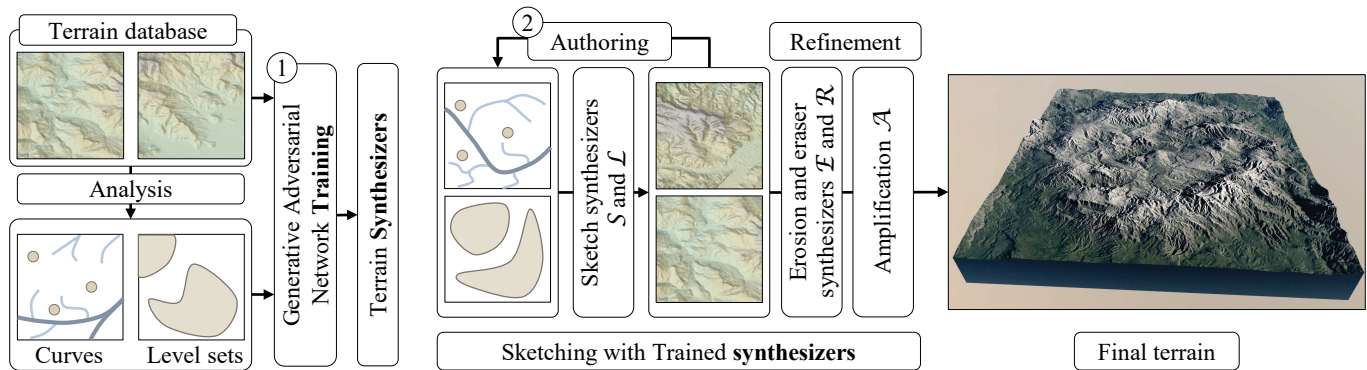 Terrain database
Analysis
Curves
Level sets
1
Generative Adversarial
Network Training
Terrain Synthesizers
2
Authoring
Refinement
Sketch synthesizers
S and L
Erosion and eraser
synthesizers E and R
Amplification A
Sketching with Trained synthesizers
Final terrain